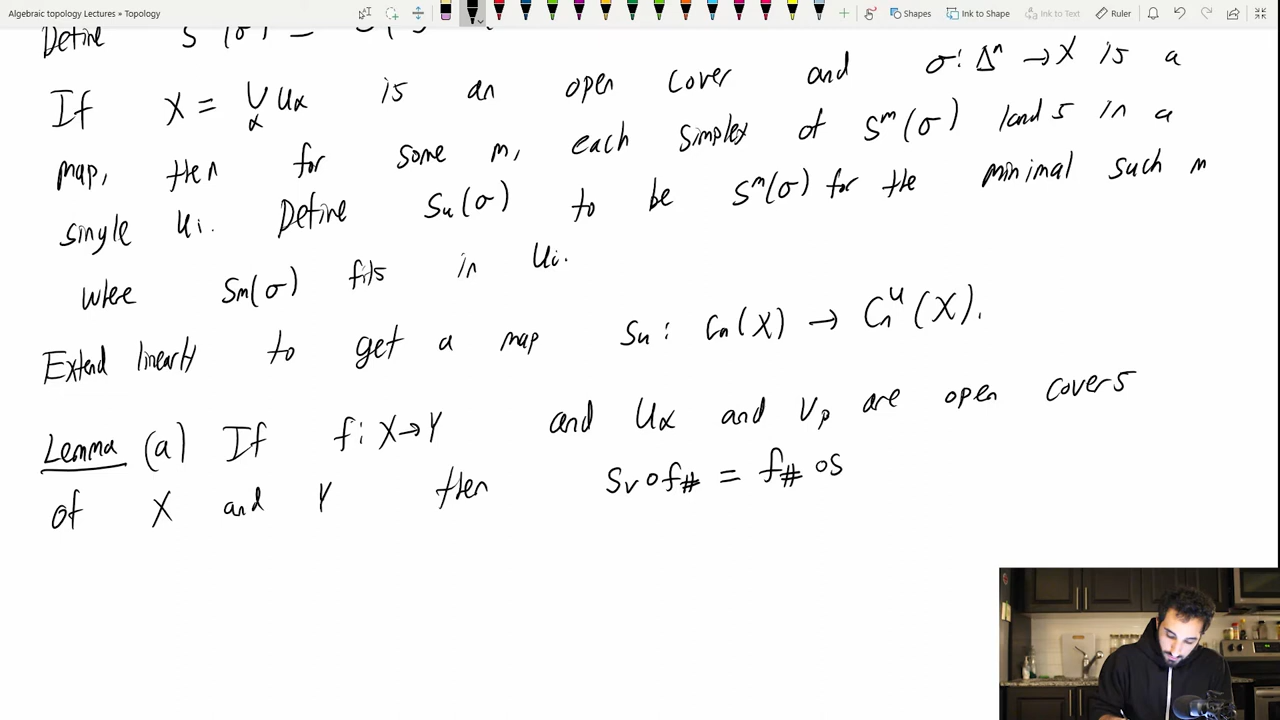 Algebraic topology Lectures » Topology
Shapes Ink to Shape Ink to Text Ruler
Define
If X = ∪_α Uα is an open cover and σ: Δⁿ → X is a
map, then for some m, each simplex of Sᵐ(σ) lands in a
single Ui. Define Su(σ) to be Sᵐ(σ) for the minimal such m
where Sm(σ) fits in Ui.
Extend linearly to get a map Su: Cn(X) → Cnᵘ(X).
Lemma (a) If f: X→Y and Uα and Vβ are open covers
of X and Y then Sv∘f# = f#∘S